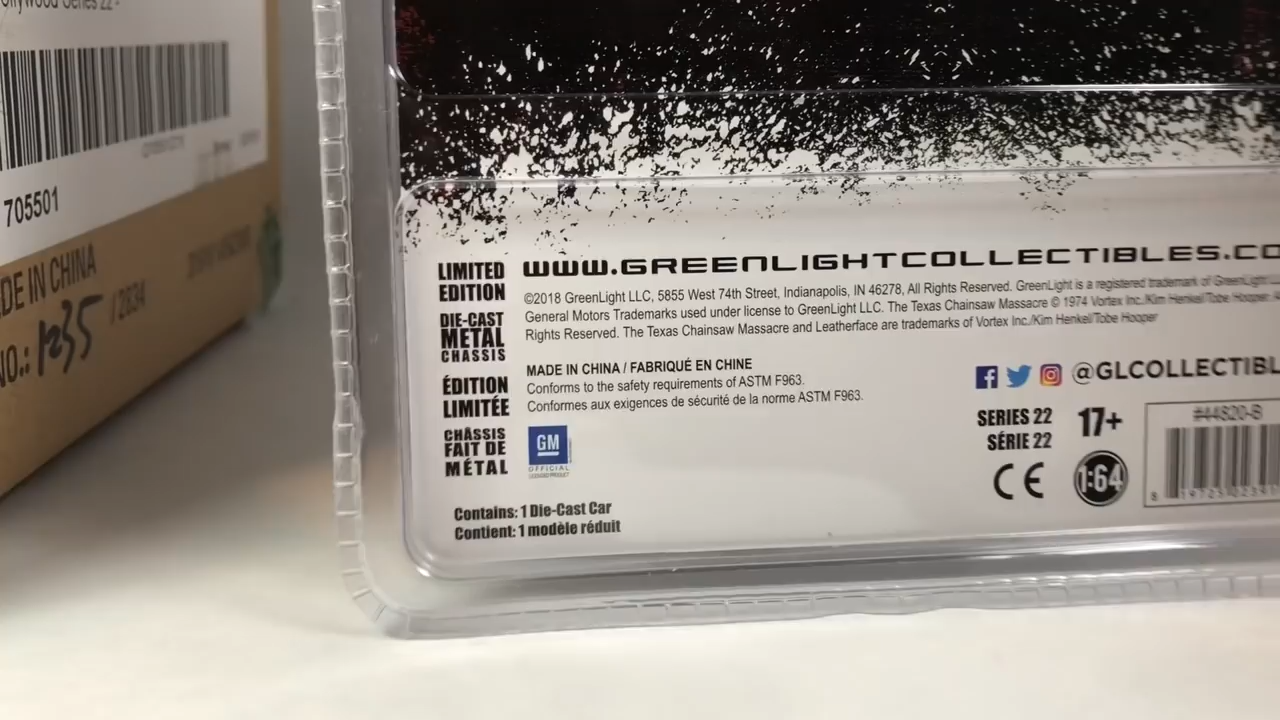 Series 22 -
705501
DE IN CHINA
NO.: 1235 /2834
LIMITED
EDITION
DIE-CAST
METAL
CHASSIS
ÉDITION
LIMITÉE
CHÂSSIS
FAIT DE
MÉTAL
WWW.GREENLIGHTCOLLECTIBLES.CO
©2018 GreenLight LLC, 5855 West 74th Street, Indianapolis, IN 46278, All Rights Reserved. GreenLight is a registered trademark of GreenLight
General Motors Trademarks used under license to GreenLight LLC. The Texas Chainsaw Massacre © 1974 Vortex Inc./Kim Henkel/Tobe Hooper.
Rights Reserved. The Texas Chainsaw Massacre and Leatherface are trademarks of Vortex Inc./Kim Henkel/Tobe Hooper
MADE IN CHINA / FABRIQUÉ EN CHINE
Conforms to the safety requirements of ASTM F963.
Conformes aux exigences de sécurité de la norme ASTM F963.
GM
OFFICIAL
LICENSED PRODUCT
Contains: 1 Die-Cast Car
Contient: 1 modèle réduit
@GLCOLLECTIBL
SERIES 22
SÉRIE 22
17+
CE
1:64
#44820-B